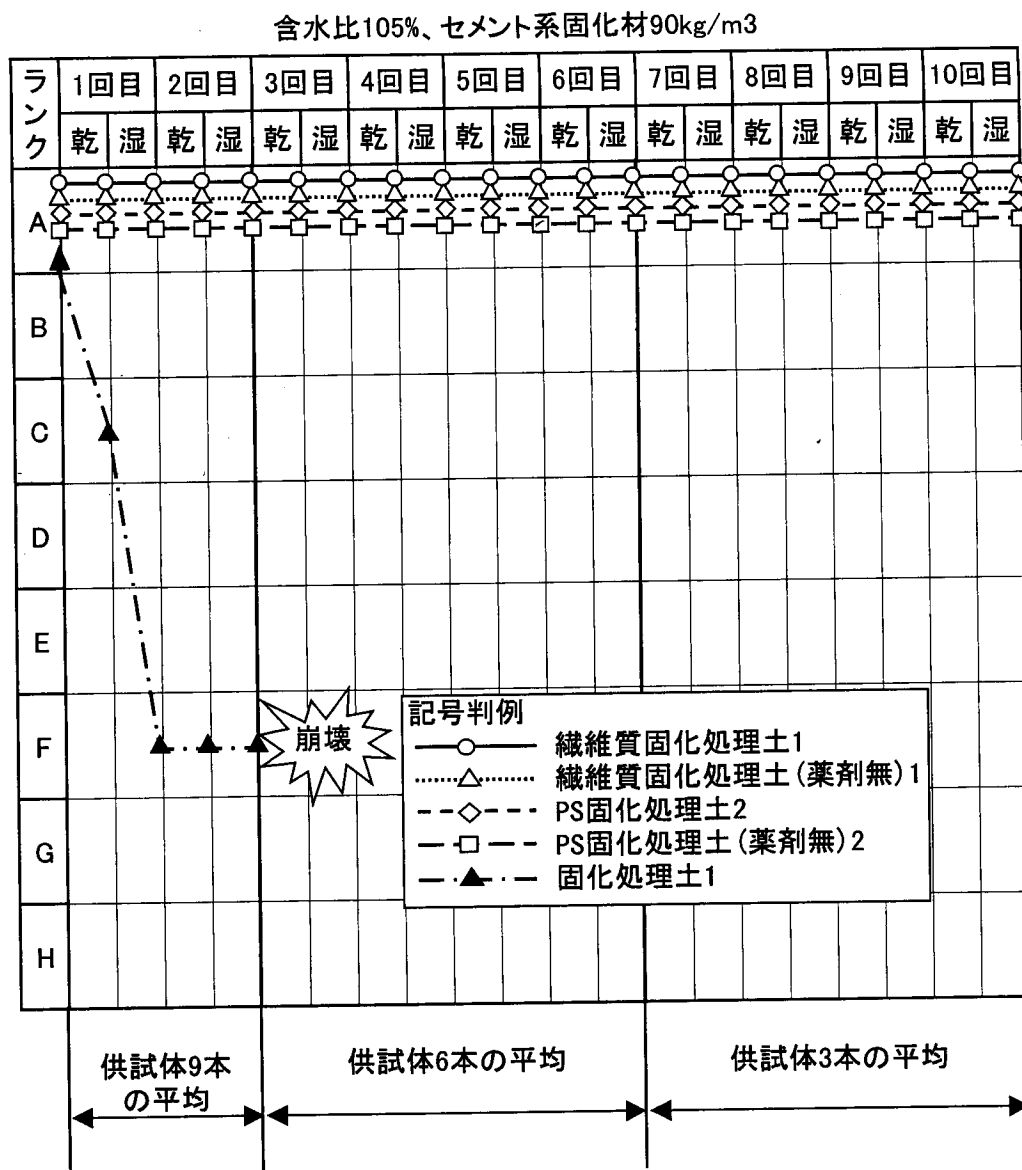 含水比105%、セメント系固化材90kg/m3
ランク 1回目 2回目 3回目 4回目 5回目 6回目 7回目 8回目 9回目 10回目
乾 湿 乾 湿 乾 湿 乾 湿 乾 湿 乾 湿 乾 湿 乾 湿 乾 湿 乾 湿
A
B
C
D
E
F
G
H
崩壊
記号判例
繊維質固化処理土1
繊維質固化処理土(薬剤無)1
PS固化処理土2
PS固化処理土(薬剤無)2
固化処理土1
供試体9本
の平均
供試体6本の平均
供試体3本の平均